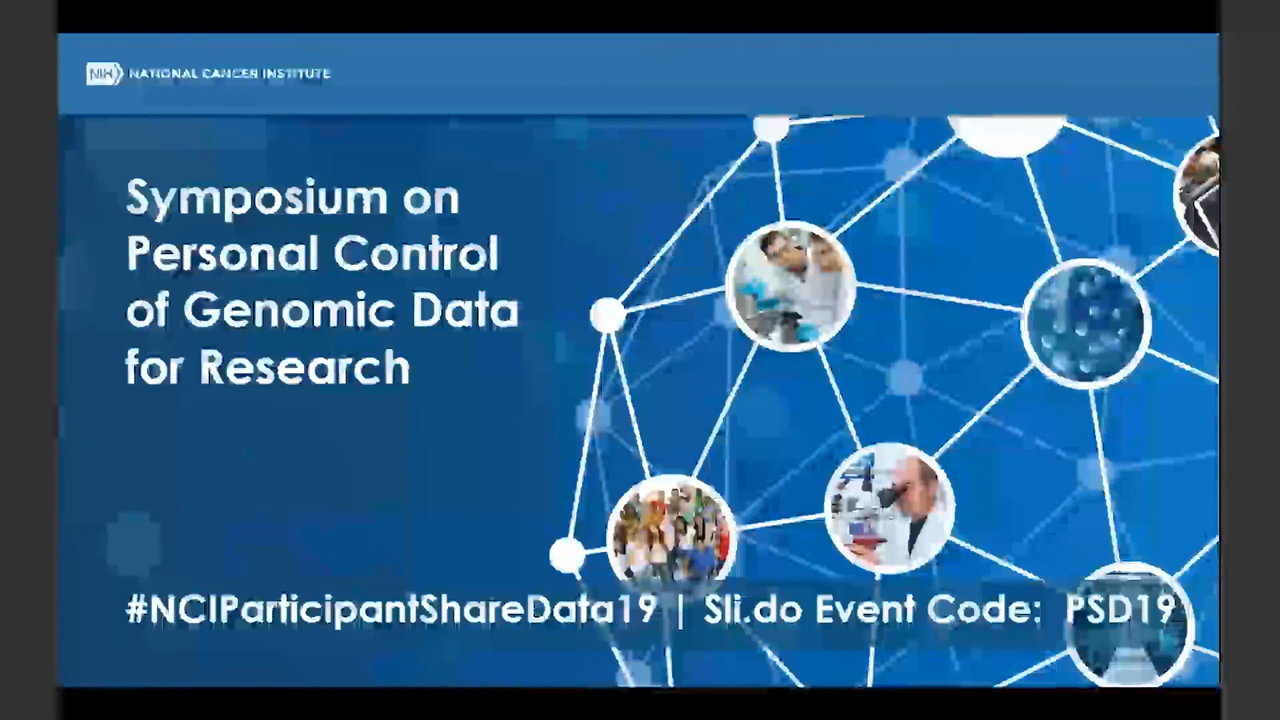 NIH NATIONAL CANCER INSTITUTE
Symposium on
Personal Control
of Genomic Data
for Research
#NCIParticipantShareData19 | Sli.do Event Code: PSD19